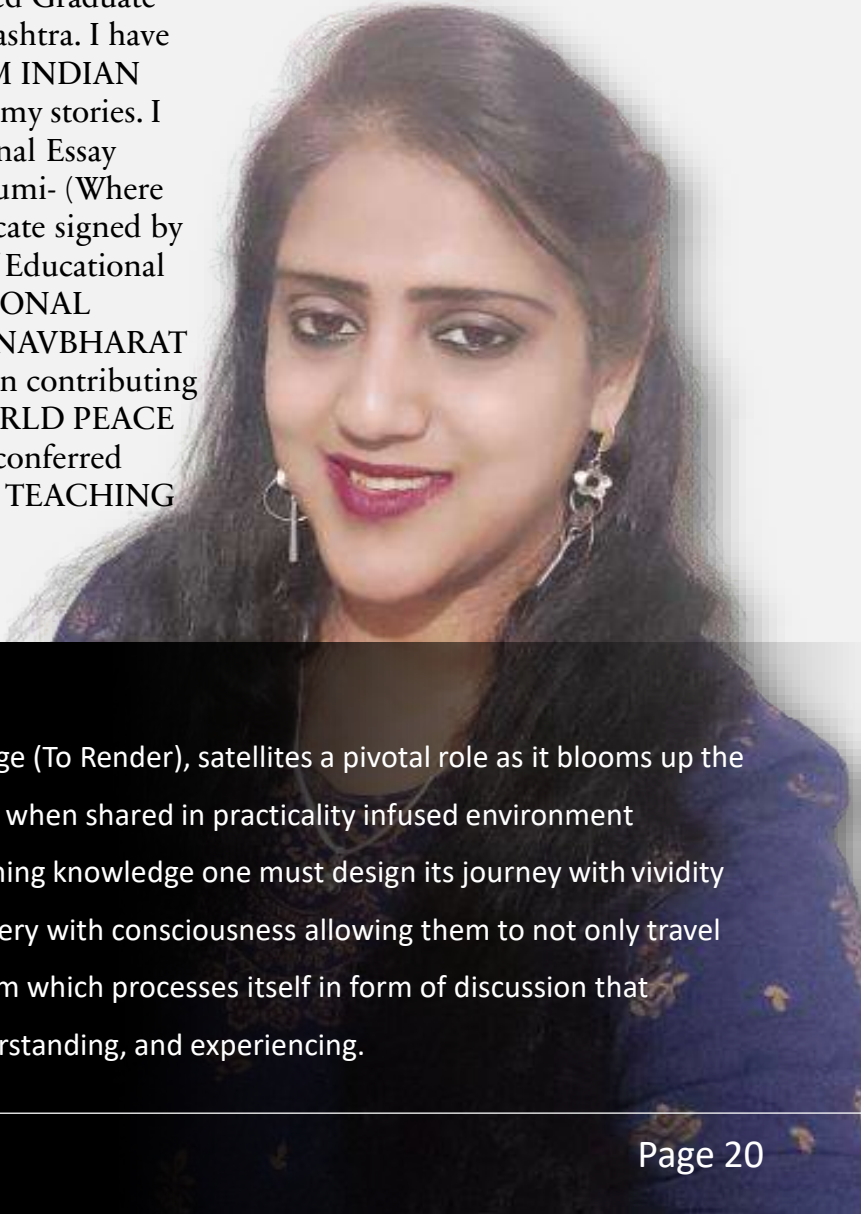 Graduate
ashtra. I have
M INDIAN
my stories. I
nal Essay
umi- (Where
cate signed by
Educational
ONAL
NAVBHARAT
n contributing
RLD PEACE
conferred
TEACHING
ge (To Render), satellites a pivotal role as it blooms up the
when shared in practicality infused environment
ning knowledge one must design its journey with vividity
ery with consciousness allowing them to not only travel
m which processes itself in form of discussion that
rstanding, and experiencing.
Page 20